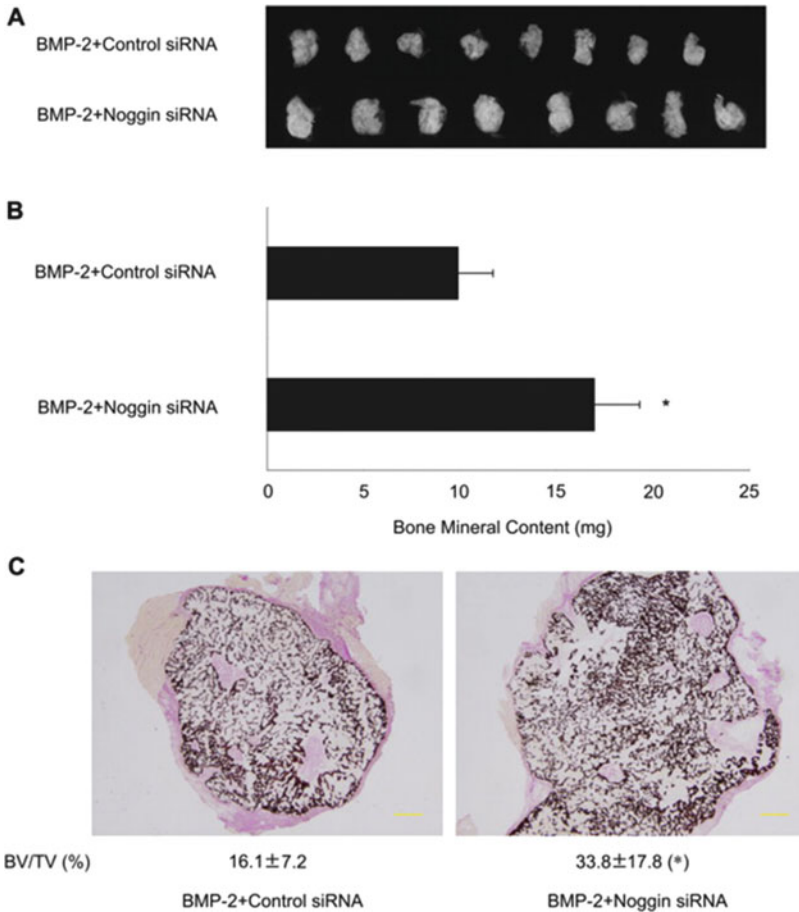 A
BMP-2+Control siRNA
BMP-2+Noggin siRNA
B
BMP-2+Control siRNA
BMP-2+Noggin siRNA
*
0 5 10 15 20 25
Bone Mineral Content (mg)
C
BV/TV (%) 16.1±7.2 33.8±17.8 (*)
BMP-2+Control siRNA BMP-2+Noggin siRNA